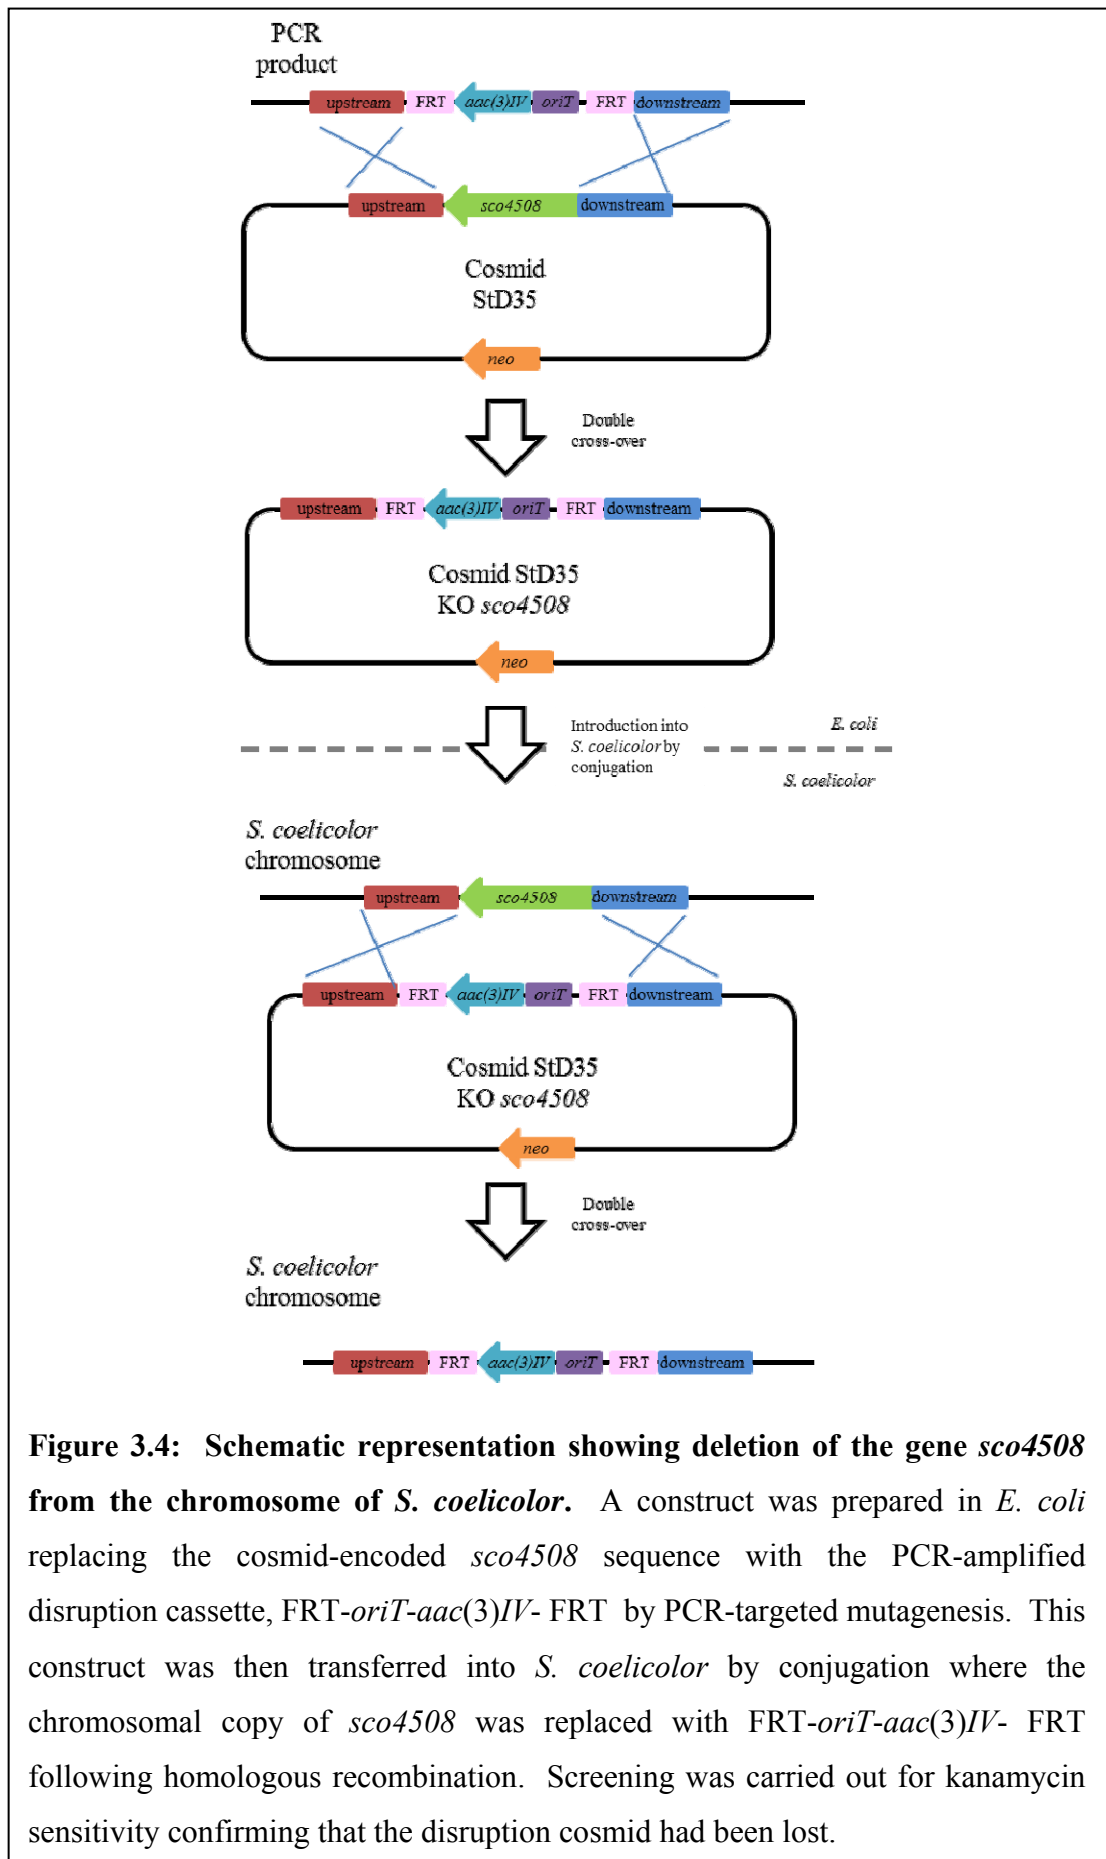 PCR
product
upstream FRT aac(3)IV oriT FRT downstream
upstream sco4508 downstream
Cosmid
StD35
neo
Double
cross-over
upstream FRT aac(3)IV oriT FRT downstream
Cosmid StD35
KO sco4508
neo
Introduction into
S. coelicolor by
conjugation
E. coli
S. coelicolor
S. coelicolor
chromosome
upstream sco4508 downstream
upstream FRT aac(3)IV oriT FRT downstream
Cosmid StD35
KO sco4508
neo
Double
cross-over
S. coelicolor
chromosome
upstream FRT aac(3)IV oriT FRT downstream
Figure 3.4: Schematic representation showing deletion of the gene sco4508
from the chromosome of S. coelicolor. A construct was prepared in E. coli
replacing the cosmid-encoded sco4508 sequence with the PCR-amplified
disruption cassette, FRT-oriT-aac(3)IV- FRT by PCR-targeted mutagenesis. This
construct was then transferred into S. coelicolor by conjugation where the
chromosomal copy of sco4508 was replaced with FRT-oriT-aac(3)IV- FRT
following homologous recombination. Screening was carried out for kanamycin
sensitivity confirming that the disruption cosmid had been lost.